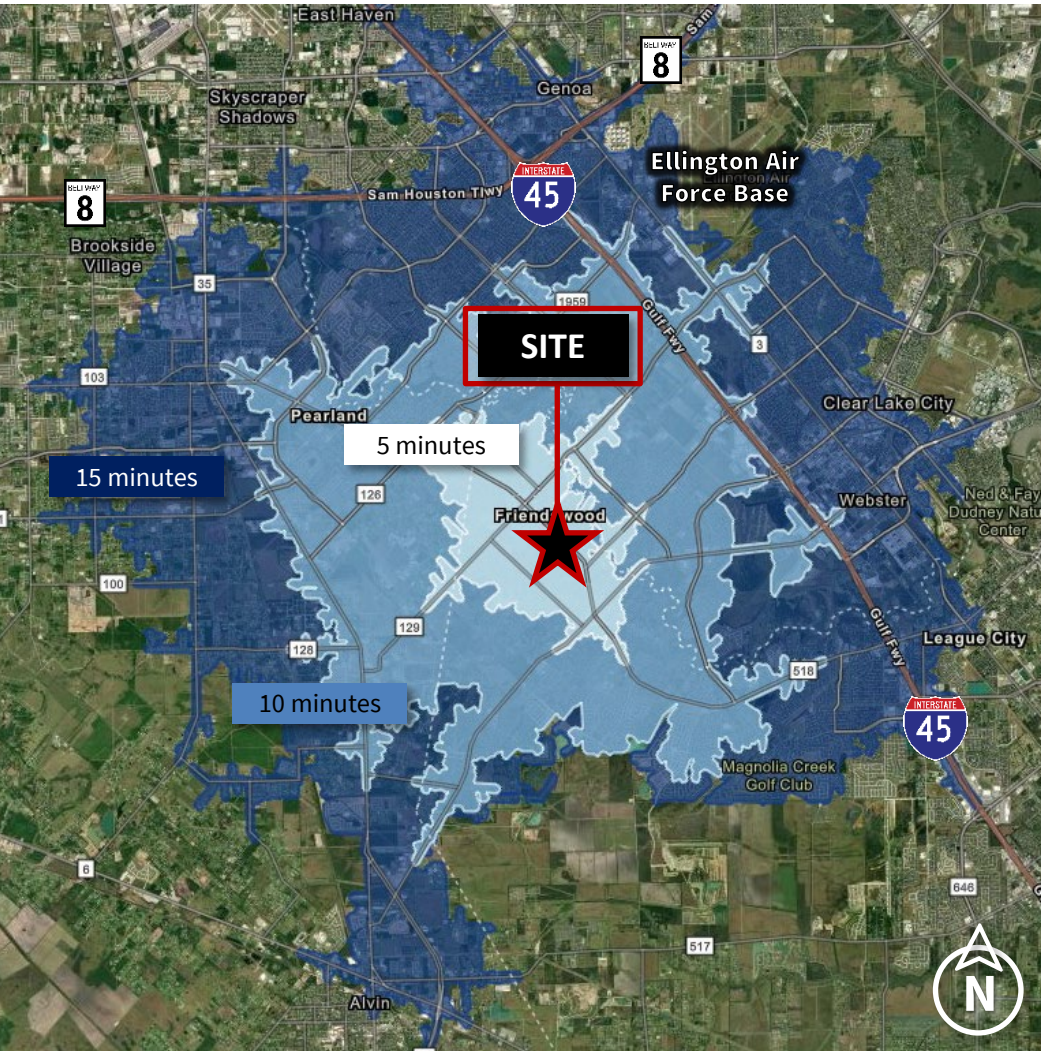 East Haven
Sam
BELTWAY
8
Genoa
Skyscraper
Shadows
Ellington Air
Force Base
INTERSTATE
45
Sam Houston Tlwy
BELTWAY
8
Brookside
Village
35
1959
Gulf Fwy
SITE
3
103
Pearland
Clear Lake City
5 minutes
15 minutes
126
Webster
Ned & Fay
Dudney Natu
Center
Friendswood
100
129
Gulf Fwy
128
League City
518
10 minutes
INTERSTATE
45
Magnolia Creek
Golf Club
6
646
517
N
Alvin